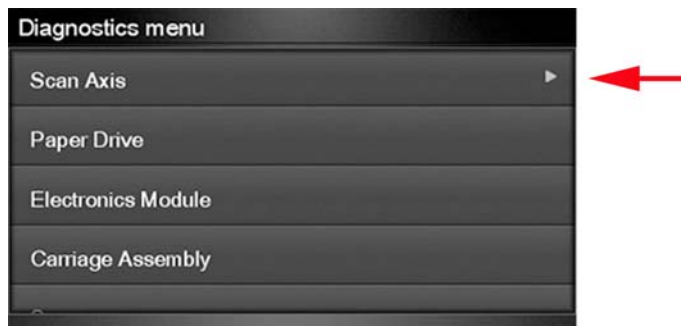 Diagnostics menu
Scan Axis
Paper Drive
Electronics Module
Carriage Assembly